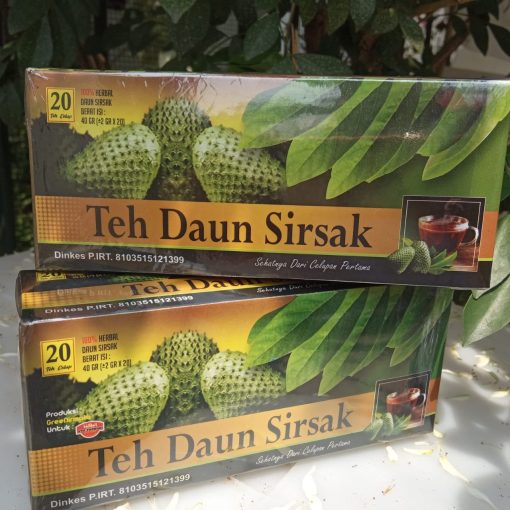 20
Teh Celup
100% HERBAL
DAUN SIRSAK
BERAT ISI :
40 GR (±2 GR X 20)
Teh Daun Sirsak
Dinkes P.IRT. 8103515121399
Sehatnya Dari Celupan Pertama
Dinkes P.IRT. 8103515121399
20
Teh Celup
100% HERBAL
DAUN SIRSAK
BERAT ISI :
40 GR (±2 GR X 20)
Produksi:
Untuk :
Teh Daun Sirsak
Sehatnya Dari Celupan Pertama
Dinkes P.IRT. 8103515121399